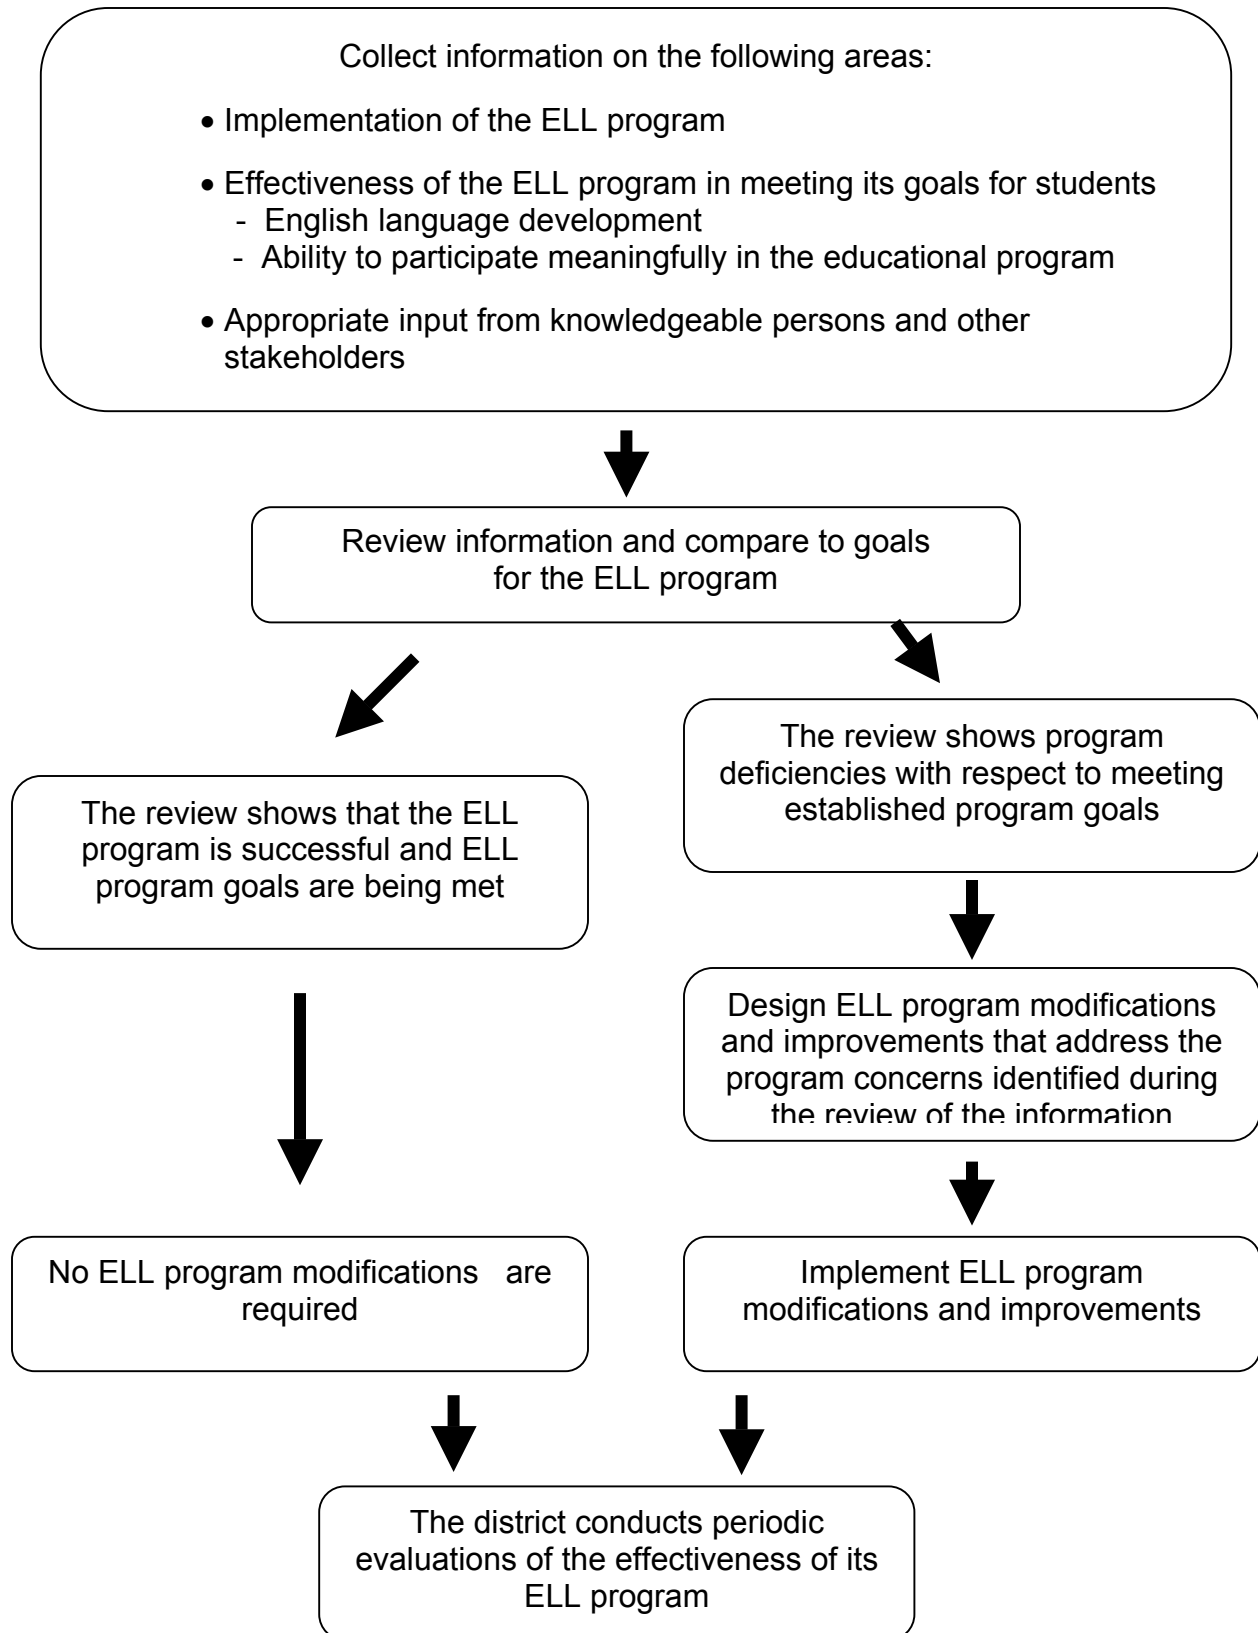 Collect information on the following areas:
• Implementation of the ELL program
• Effectiveness of the ELL program in meeting its goals for students
- English language development
- Ability to participate meaningfully in the educational program
• Appropriate input from knowledgeable persons and other
stakeholders
Review information and compare to goals
for the ELL program
The review shows that the ELL
program is successful and ELL
program goals are being met
The review shows program
deficiencies with respect to meeting
established program goals
Design ELL program modifications
and improvements that address the
program concerns identified during
the review of the information
No ELL program modifications are
required
Implement ELL program
modifications and improvements
The district conducts periodic
evaluations of the effectiveness of its
ELL program